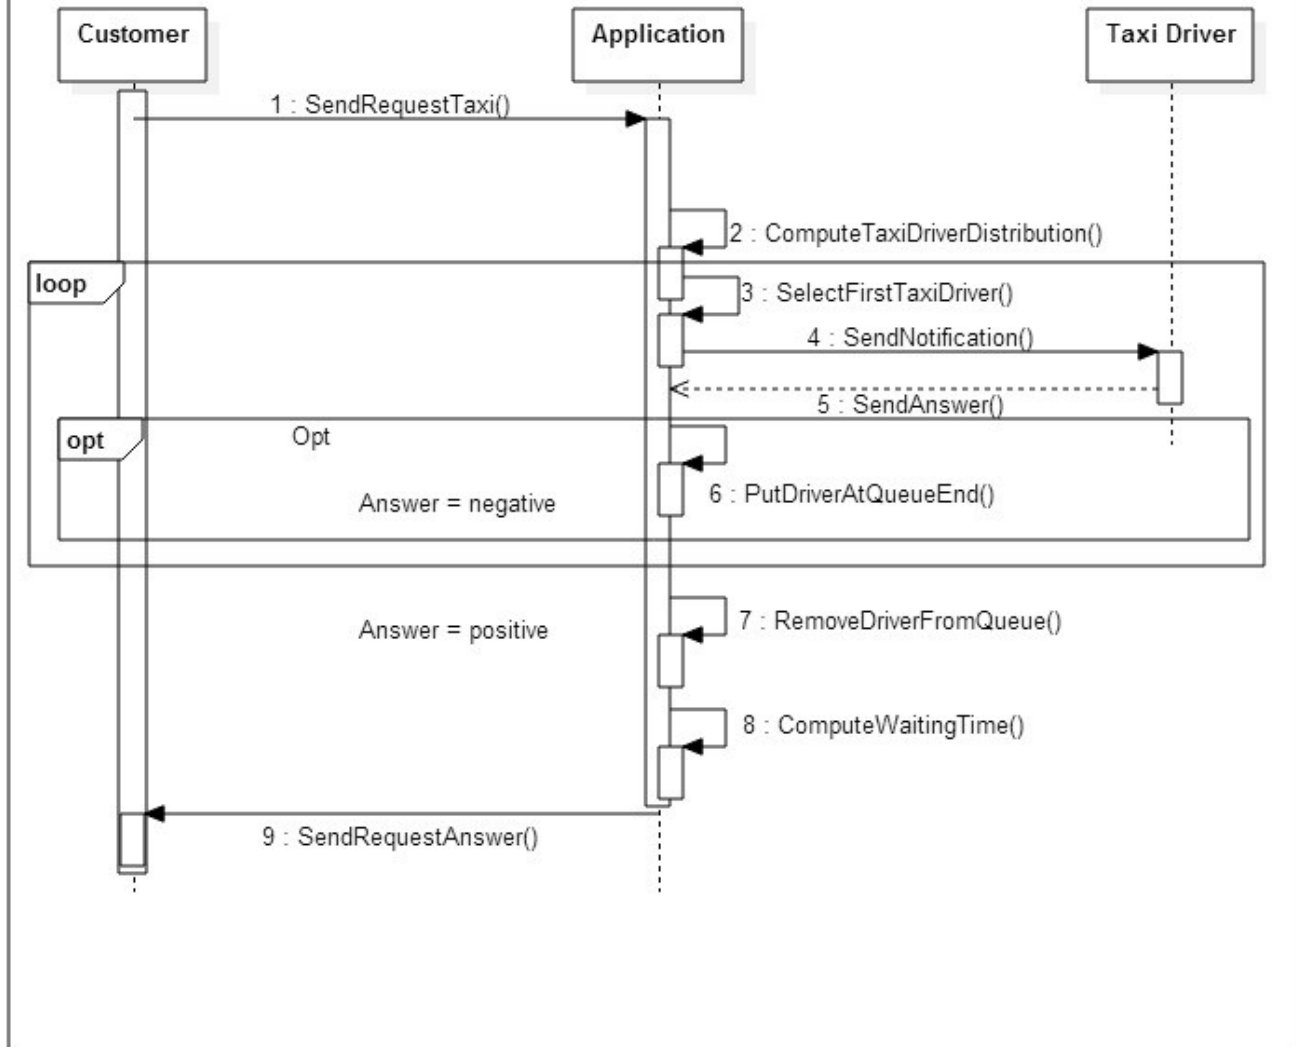 Customer
Application
Taxi Driver
1 : SendRequestTaxi()
2 : ComputeTaxiDriverDistribution()
loop
3 : SelectFirstTaxiDriver()
4 : SendNotification()
5 : SendAnswer()
opt
Opt
6 : PutDriverAtQueueEnd()
Answer = negative
7 : RemoveDriverFromQueue()
Answer = positive
8 : ComputeWaitingTime()
9 : SendRequestAnswer()